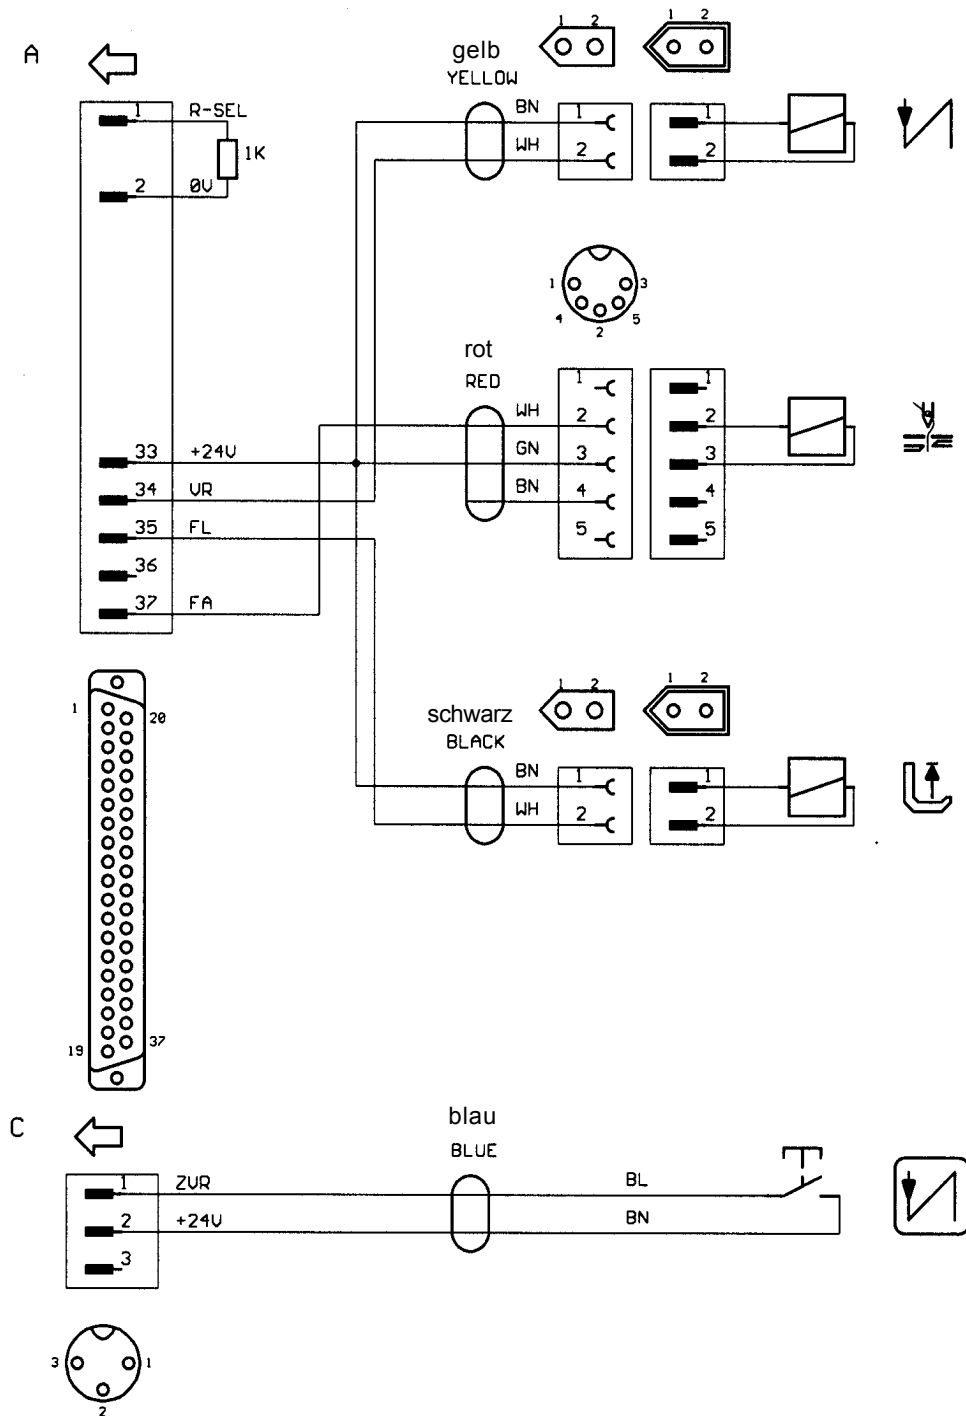 1 2
1 2
A
gelb
YELLOW
1 R-SEL
BN 1
1
1K
WH 2
2
2 0V
1 3
4 2 5
rot
RED
1
1
WH 2
2
33 +24V
GN 3
3
34 VR
BN 4
4
35 FL
5
5
36
37 FA
1 2
1 2
1
20
schwarz
BLACK
BN 1
1
WH 2
2
19
37
C
blau
BLUE
1 ZVR
BL
2 +24V
BN
3
3 1
2